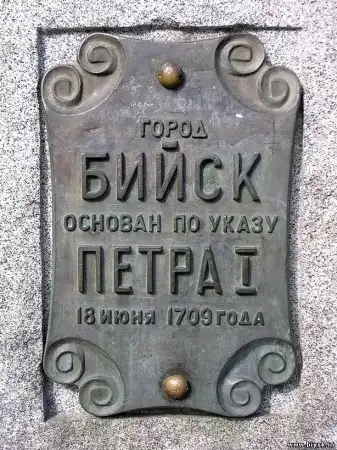 ГОРОД
БИЙСК
ОСНОВАН ПО УКАЗУ
ПЕТРА I
18 ИЮНЯ 1709 ГОДА